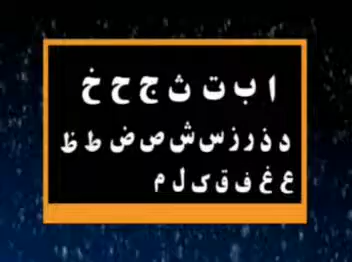 ا ب ت ث ج ح خ
د ذ ر ز س ش ص ض ط ظ
ع غ ف ق ک ل م